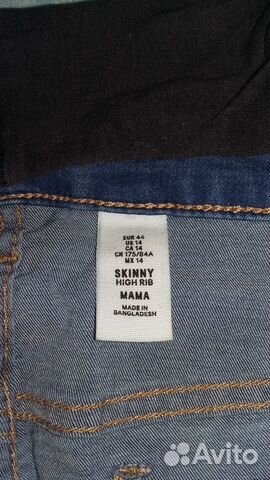 EUR 44
US 14
CA 14
CN 175/84A
MX 14
SKINNY
HIGH RIB
MAMA
MADE IN
BANGLADESH
Avito